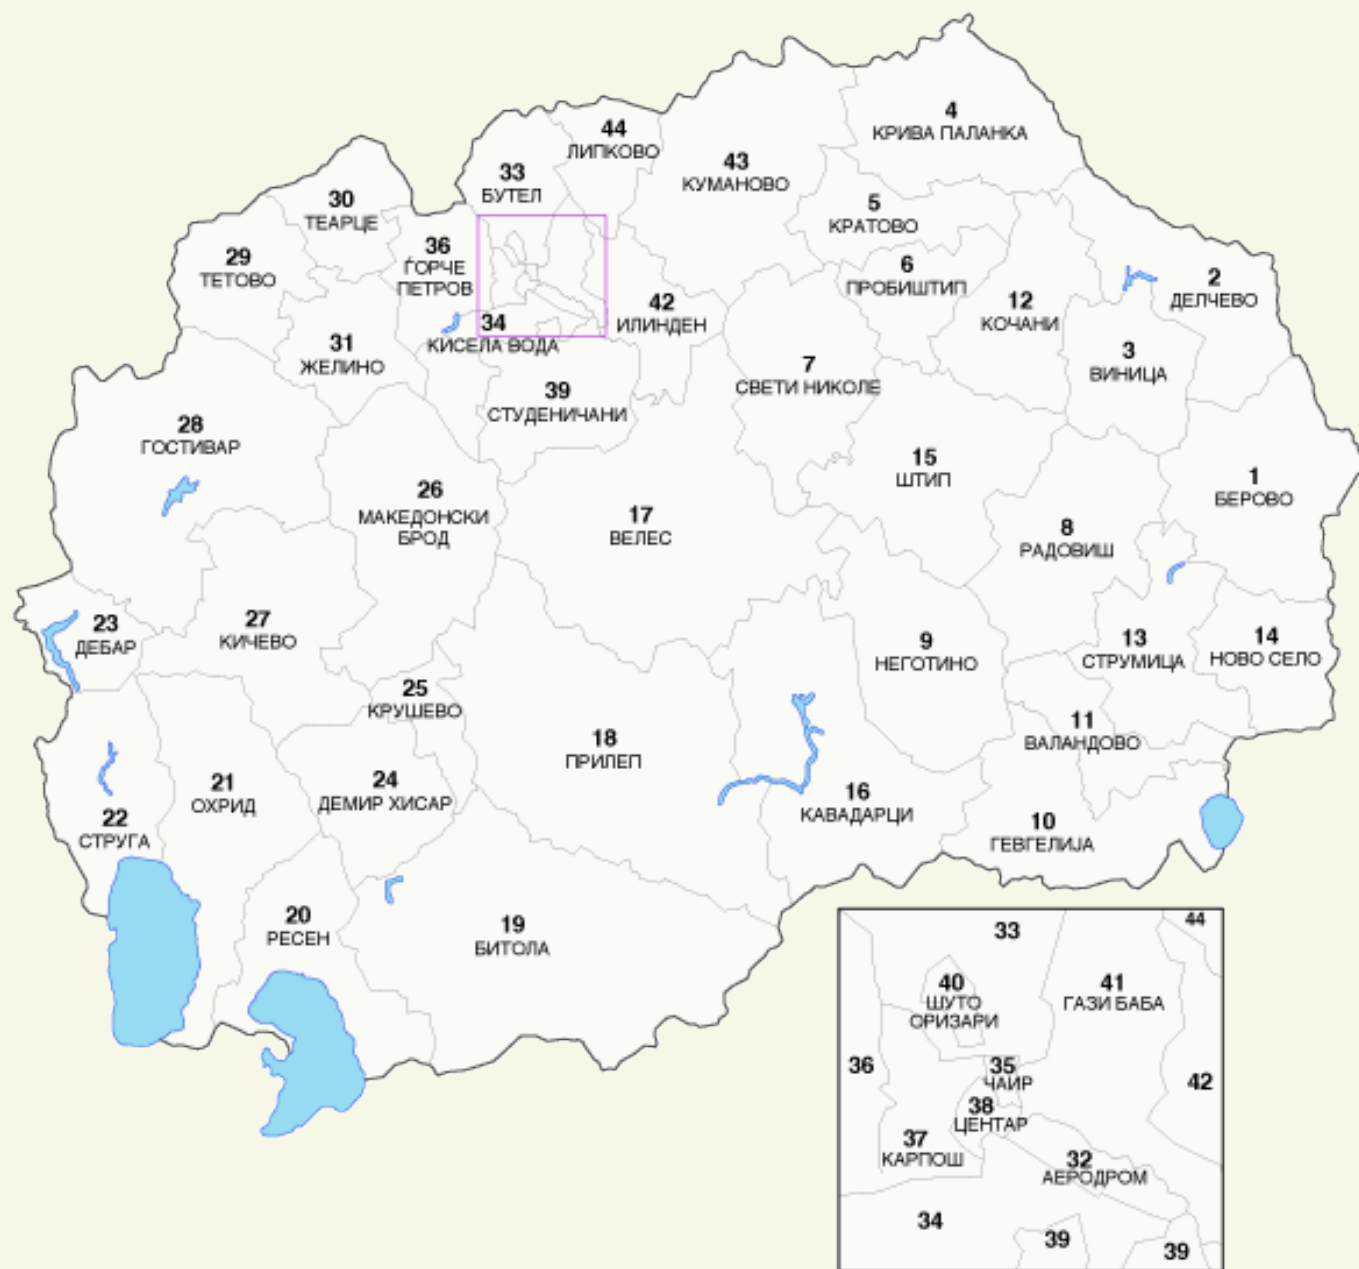 4
КРИВА ПАЛАНКА
44
ЛИПКОВО
43
КУМАНОВО
33
БУТЕЛ
30
ТЕАРЦЕ
5
КРАТОВО
36
ЃОРЧЕ
ПЕТРОВ
29
ТЕТОВО
6
ПРОБИШТИП
2
ДЕЛЧЕВО
12
КОЧАНИ
42
ИЛИНДЕН
34
КИСЕЛА ВОДА
31
ЖЕЛИНО
3
ВИНИЦА
7
СВЕТИ НИКОЛЕ
39
СТУДЕНИЧАНИ
28
ГОСТИВАР
15
ШТИП
1
БЕРОВО
26
МАКЕДОНСКИ
БРОД
17
ВЕЛЕС
8
РАДОВИШ
27
КИЧЕВО
23
ДЕБАР
9
НЕГОТИНО
13
СТРУМИЦА
14
НОВО СЕЛО
25
КРУШЕВО
11
ВАЛАНДОВО
18
ПРИЛЕП
21
ОХРИД
24
ДЕМИР ХИСАР
16
КАВАДАРЦИ
22
СТРУГА
10
ГЕВГЕЛИЈА
20
РЕСЕН
19
БИТОЛА
33
44
40
ШУТО
ОРИЗАРИ
41
ГАЗИ БАБА
36
35
ЧАИР
42
38
ЦЕНТАР
37
КАРПОШ
32
АЕРОДРОМ
34
39
39